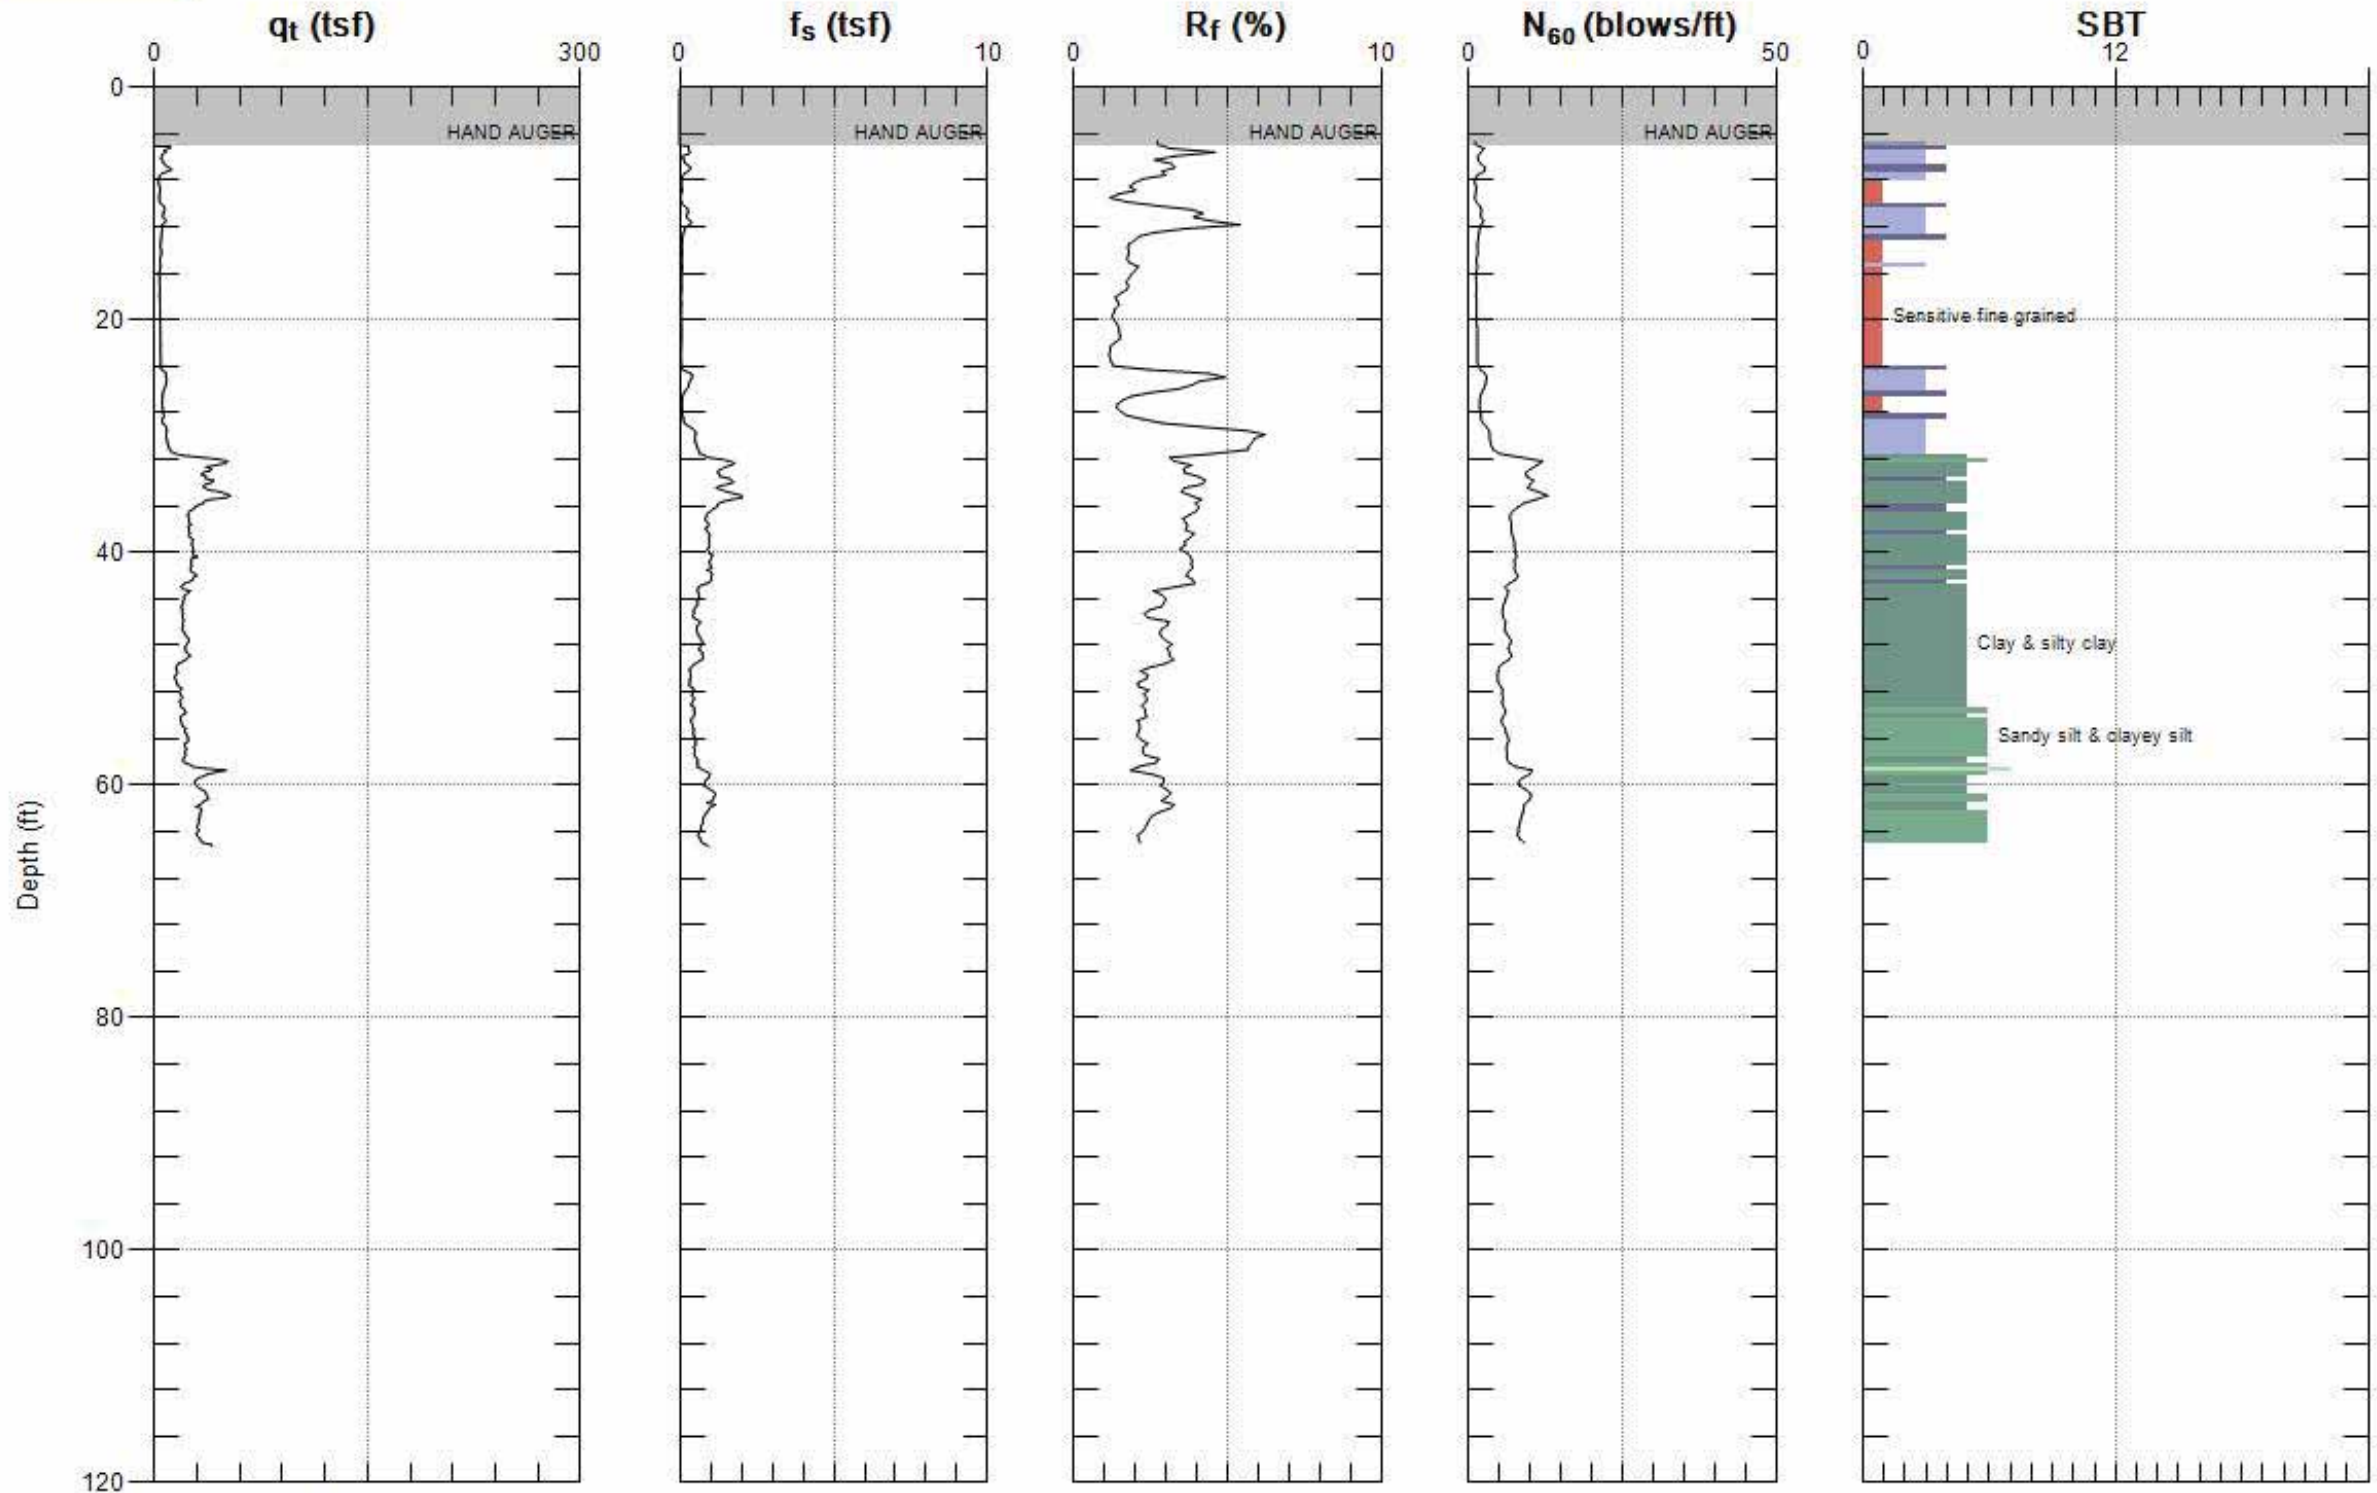 qt (tsf) fs (tsf) Rf (%) N60 (blows/ft) SBT
0 300 0 10 0 10 0 50 0 12
0
HAND AUGER HAND AUGER HAND AUGER HAND AUGER
20
Sensitive fine grained
40
Clay & silty clay
Sandy silt & clayey silt
60
Depth (ft)
80
100
120